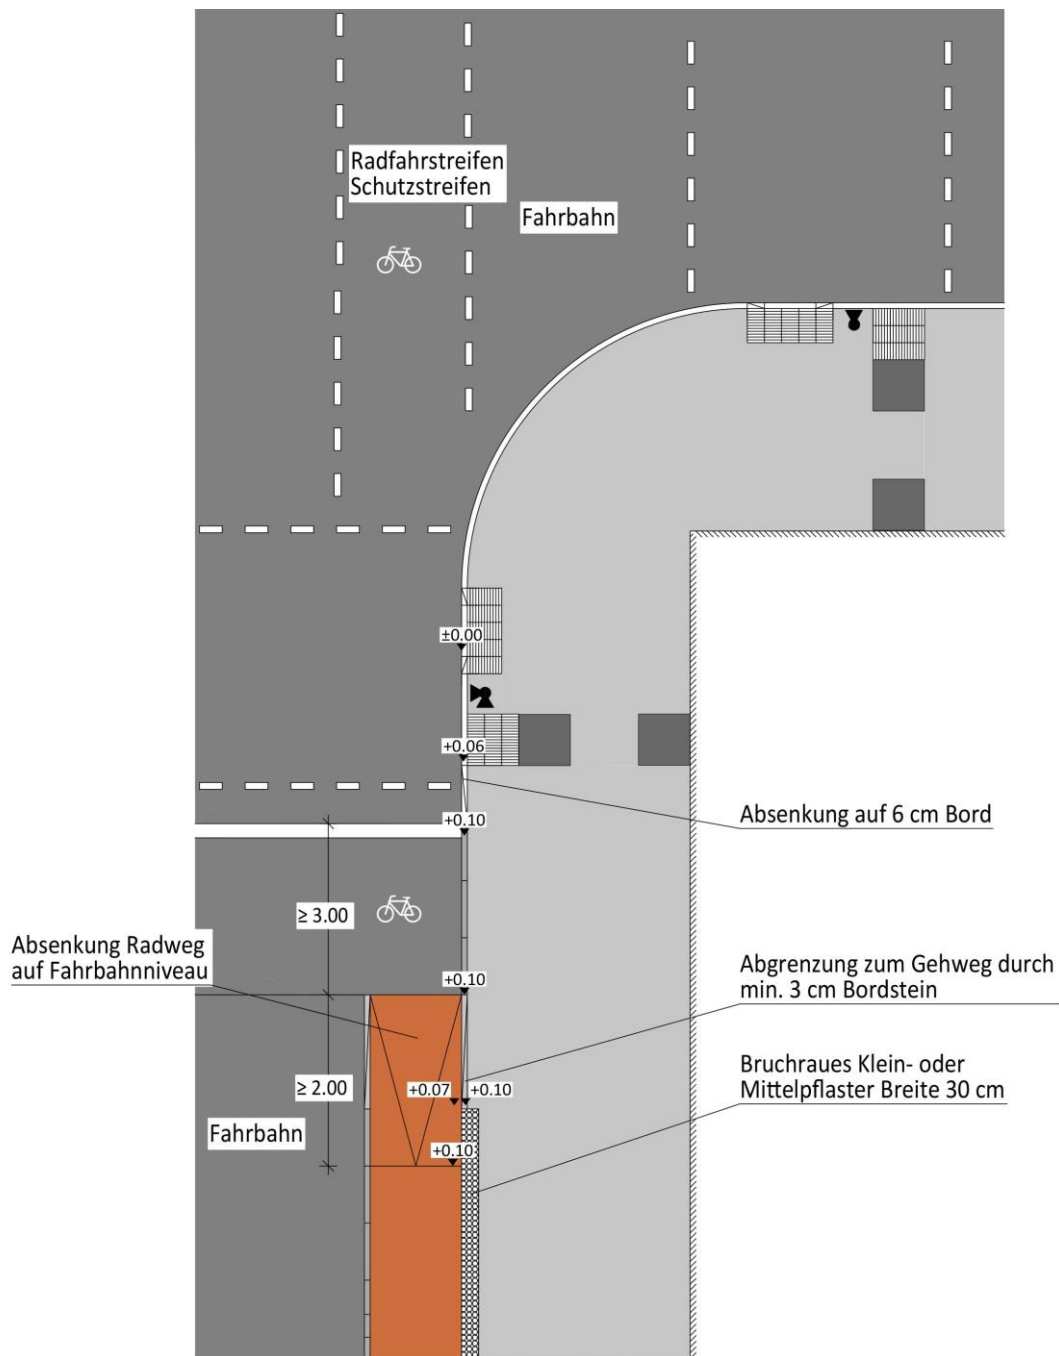 Radfahrstreifen
Schutzstreifen
Fahrbahn
±0.00
+0.06
Absenkung auf 6 cm Bord
+0.10
≥ 3.00
Absenkung Radweg
auf Fahrbahnniveau
Abgrenzung zum Gehweg durch
min. 3 cm Bordstein
+0.10
Bruchraues Klein- oder
Mittelpflaster Breite 30 cm
≥ 2.00
+0.07
+0.10
Fahrbahn
+0.10